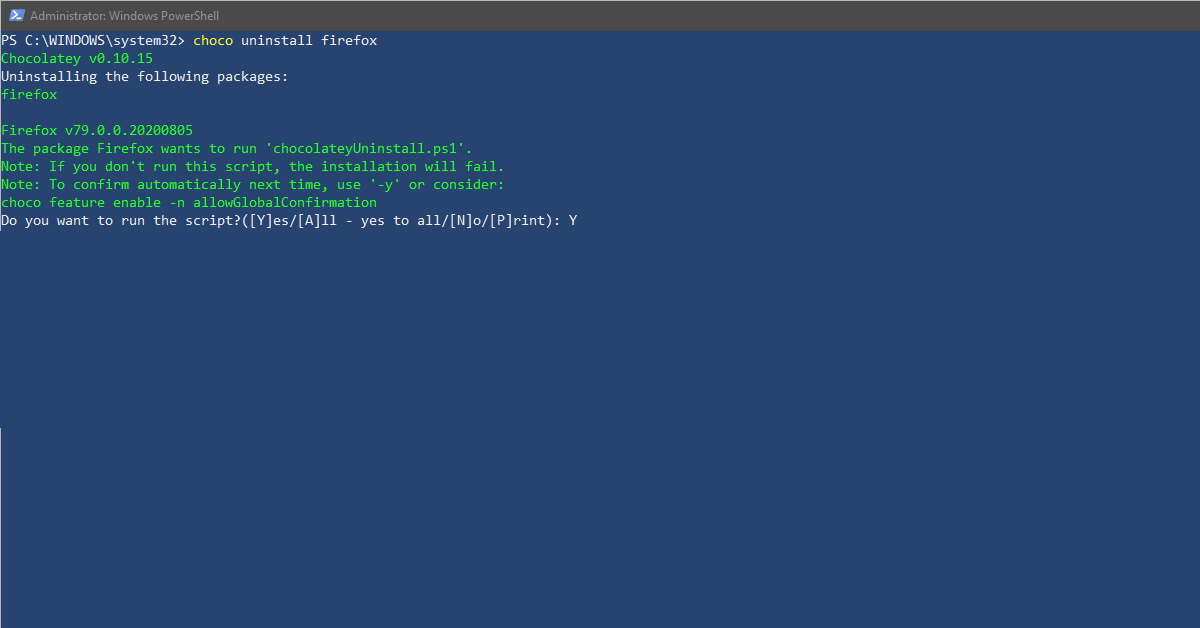 Administrator: Windows PowerShell
PS C:\WINDOWS\system32> choco uninstall firefox
Chocolatey v0.10.15
Uninstalling the following packages:
firefox
Firefox v79.0.0.20200805
The package Firefox wants to run 'chocolateyUninstall.ps1'.
Note: If you don't run this script, the installation will fail.
Note: To confirm automatically next time, use '-y' or consider:
choco feature enable -n allowGlobalConfirmation
Do you want to run the script?([Y]es/[A]ll - yes to all/[N]o/[P]rint): Y